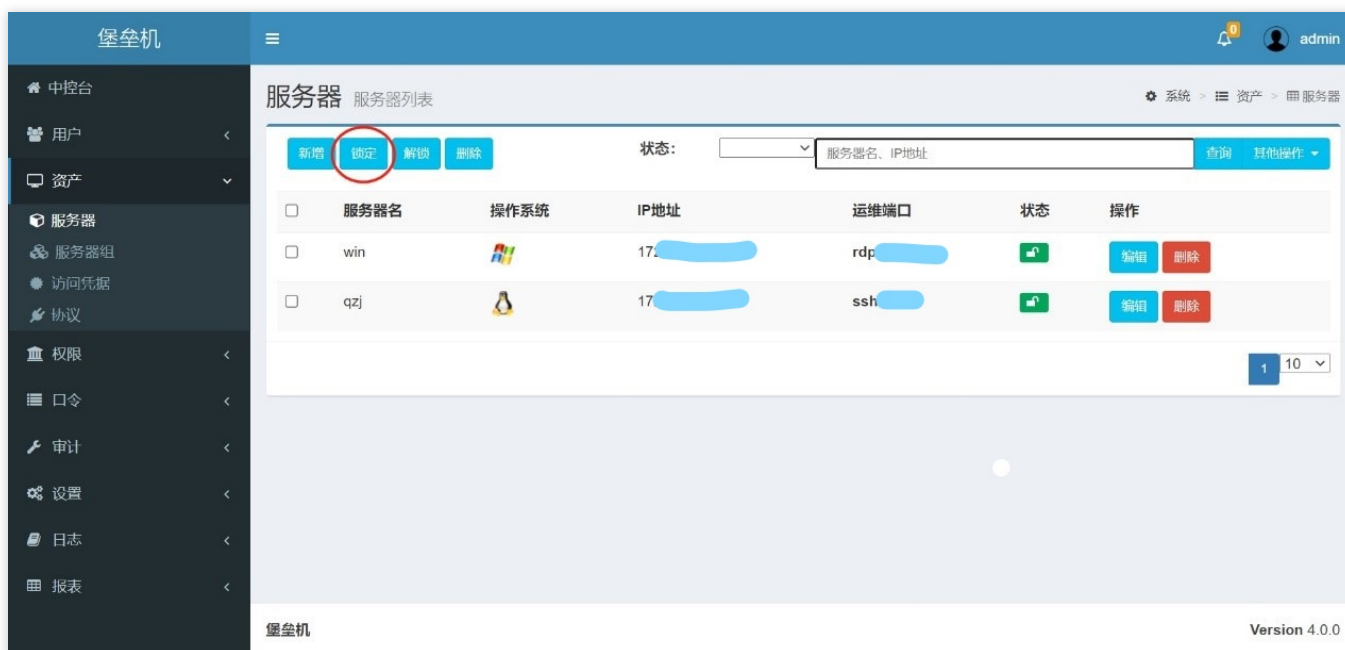 堡垒机
0
admin
中控台
用户
资产
服务器
服务器组
访问凭据
协议
权限
口令
审计
设置
日志
报表
服务器 服务器列表
系统 > 资产 > 服务器
新增 锁定 解锁 删除 状态： 服务器名、IP地址 查询 其他操作
服务器名 操作系统 IP地址 运维端口 状态 操作
win 17 rdp 编辑 删除
qzj 17 ssh 编辑 删除
1 10
堡垒机 Version 4.0.0